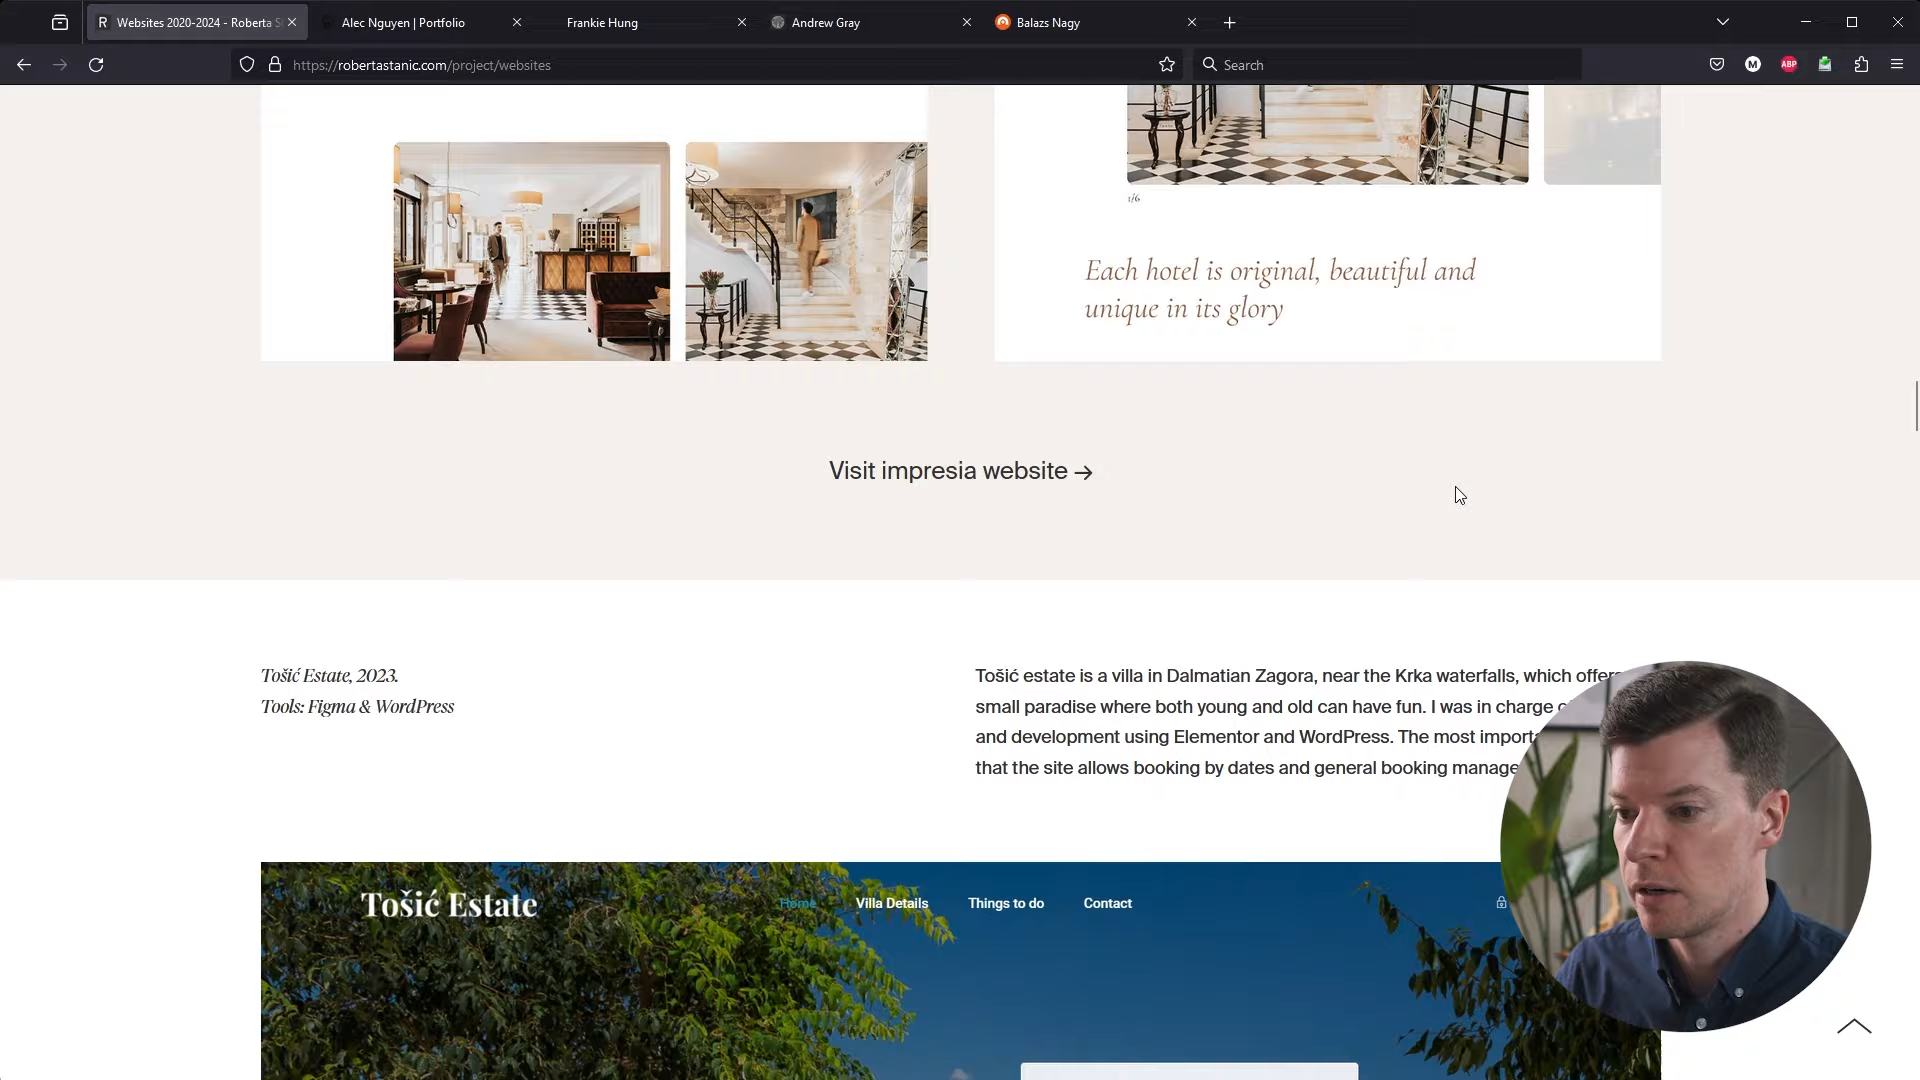 Websites 2020-2024 - Roberta S
Alec Nguyen | Portfolio
Frankie Hung
Andrew Gray
Balazs Nagy
https://robertastanic.com/project/websites
Search
M
ABP
1/6
Each hotel is original, beautiful and
unique in its glory
Visit impresia website →
Tošić Estate, 2023.
Tools: Figma & WordPress
Tošić estate is a villa in Dalmatian Zagora, near the Krka waterfalls, which offers
small paradise where both young and old can have fun. I was in charge
and development using Elementor and WordPress. The most
that the site allows booking by dates and general booking
Tošić Estate
Home
Villa Details
Things to do
Contact